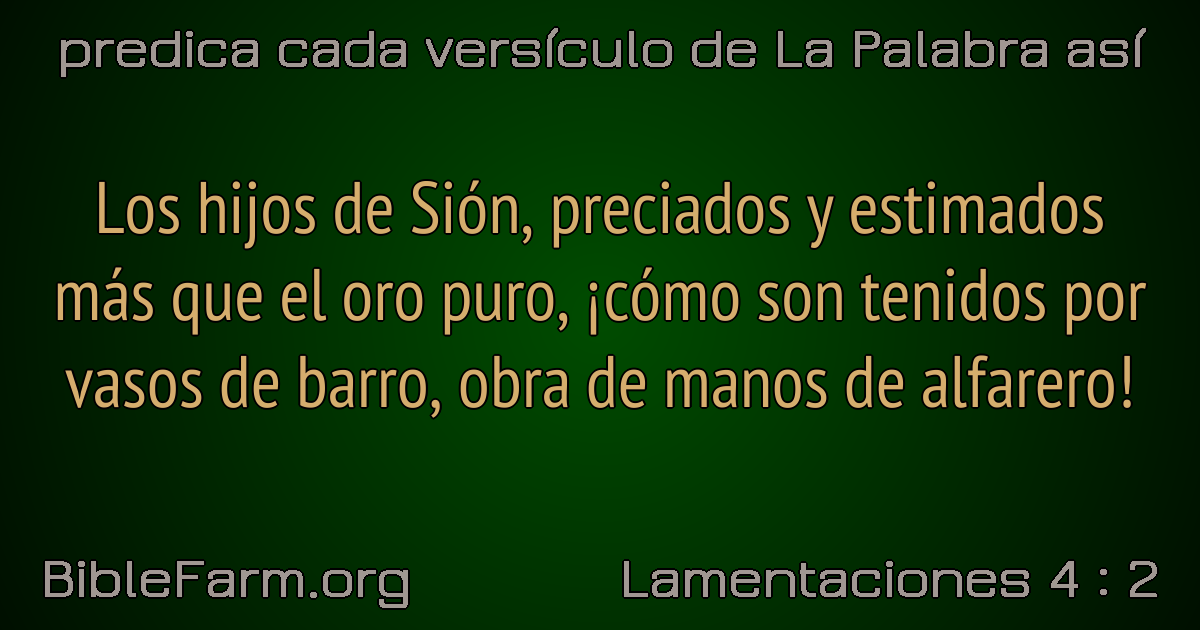 predica cada versículo de La Palabra así
Los hijos de Sión, preciados y estimados
más que el oro puro, ¡cómo son tenidos por
vasos de barro, obra de manos de alfarero!
BibleFarm.org
Lamentaciones 4 : 2